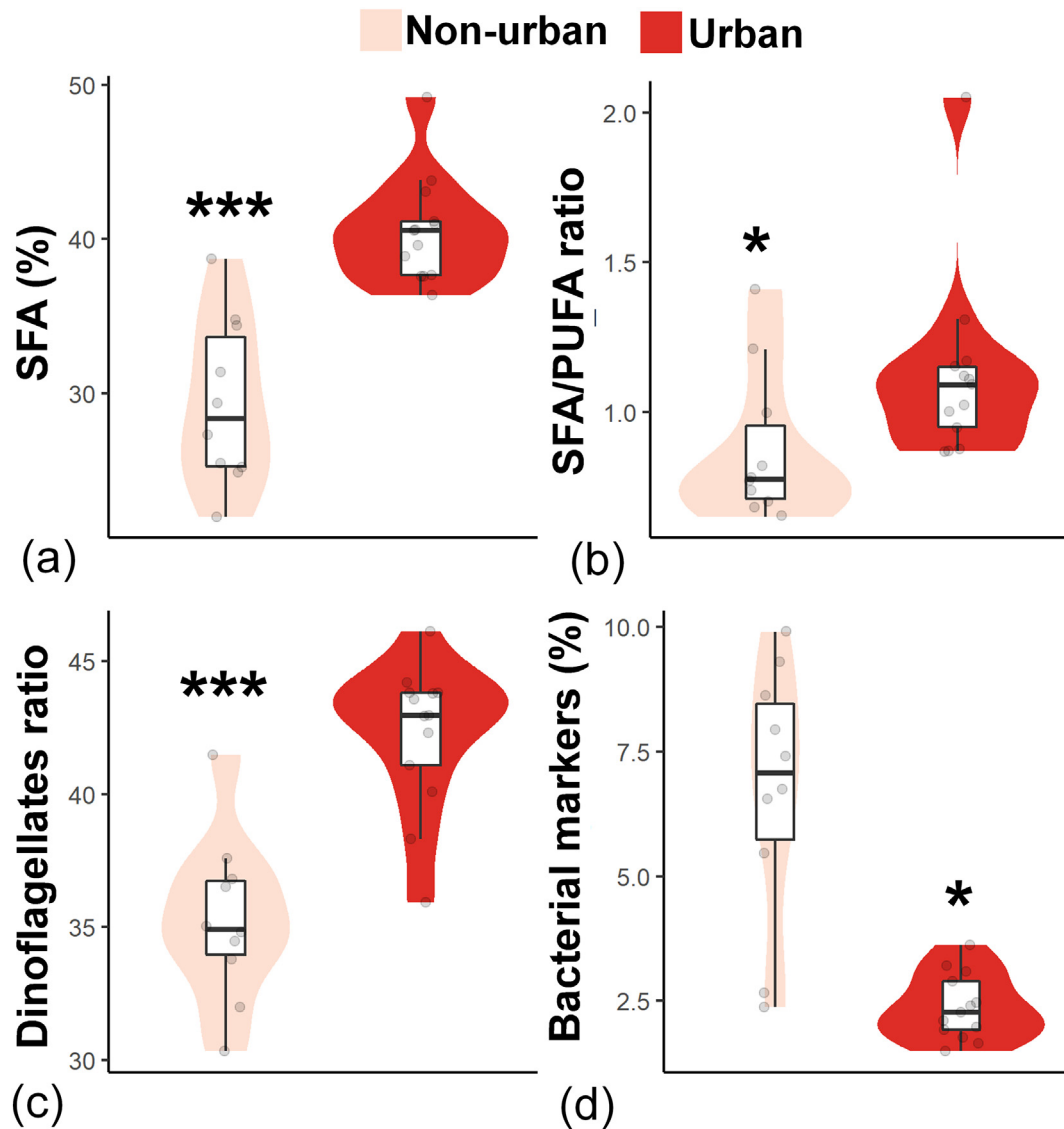 Non-urban Urban
SFA (%)
50
40
30
***
(a)
SFA/PUFA ratio
2.0
1.5
1.0
*
(b)
Dinoflagellates ratio
45
40
35
30
***
(c)
Bacterial markers (%)
10.0
7.5
5.0
2.5
*
(d)